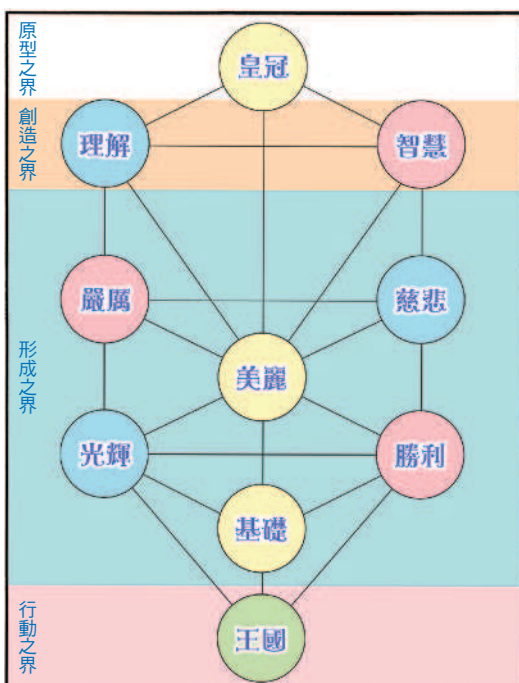 原型之界
皇冠
創造之界
理解
智慧
嚴厲
慈悲
形成之界
美麗
光輝
勝利
基礎
行動之界
王國